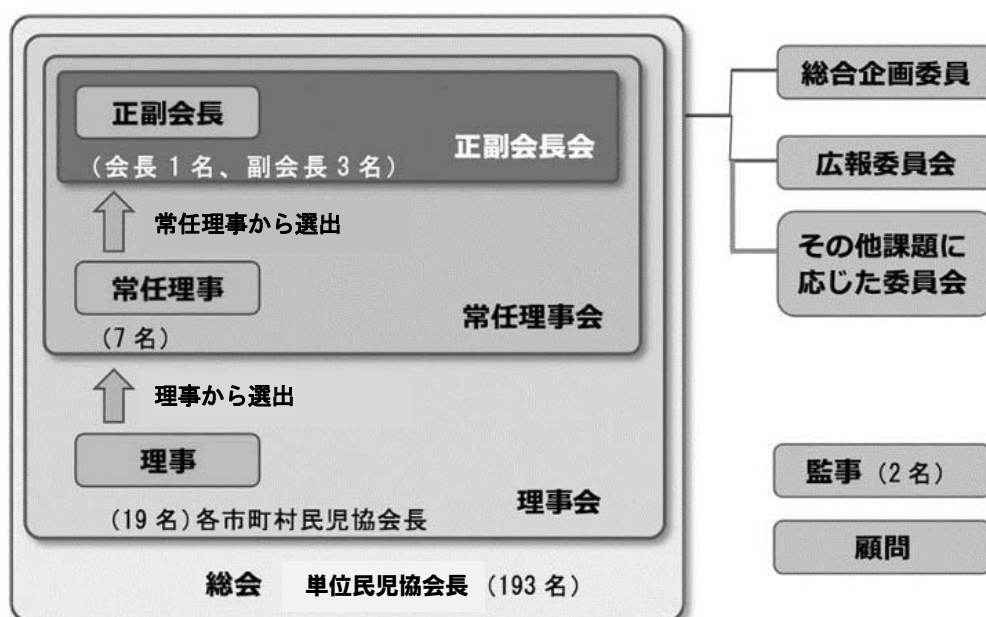 正副会長
正副会長会
(会長1名、副会長3名)
常任理事から選出
常任理事
常任理事会
(7名)
理事から選出
理事
理事会
(19名)各市町村民児協会長
総会 単位民児協会長 (193名)
総合企画委員
広報委員会
その他課題に
応じた委員会
監事 (2名)
顧問